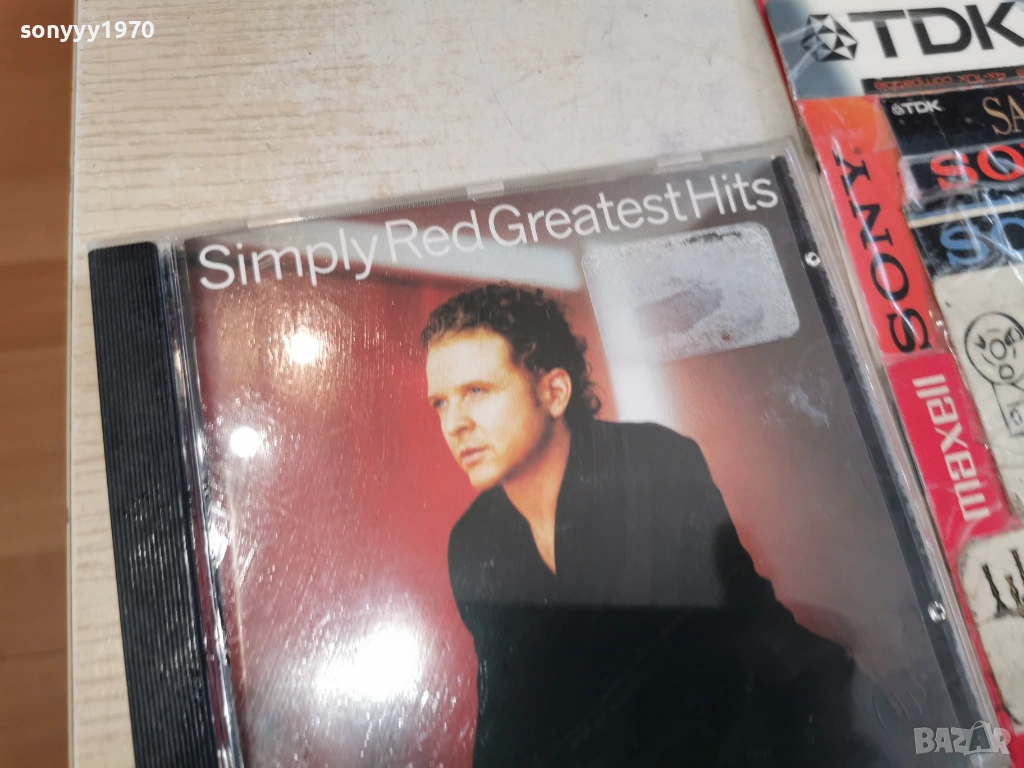 sonyyy1970
TDK
TDK
SA
SO
SO
SONY
maxell
Simply Red Greatest Hits
BAZAR